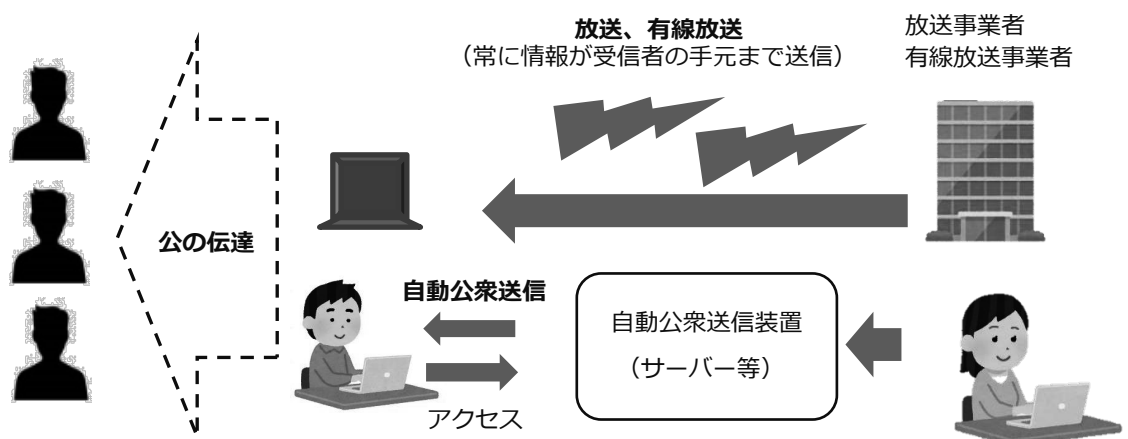 放送、有線放送
（常に情報が受信者の手元まで送信）
放送事業者
有線放送事業者
公の伝達
自動公衆送信
アクセス
自動公衆送信装置
（サーバー等）